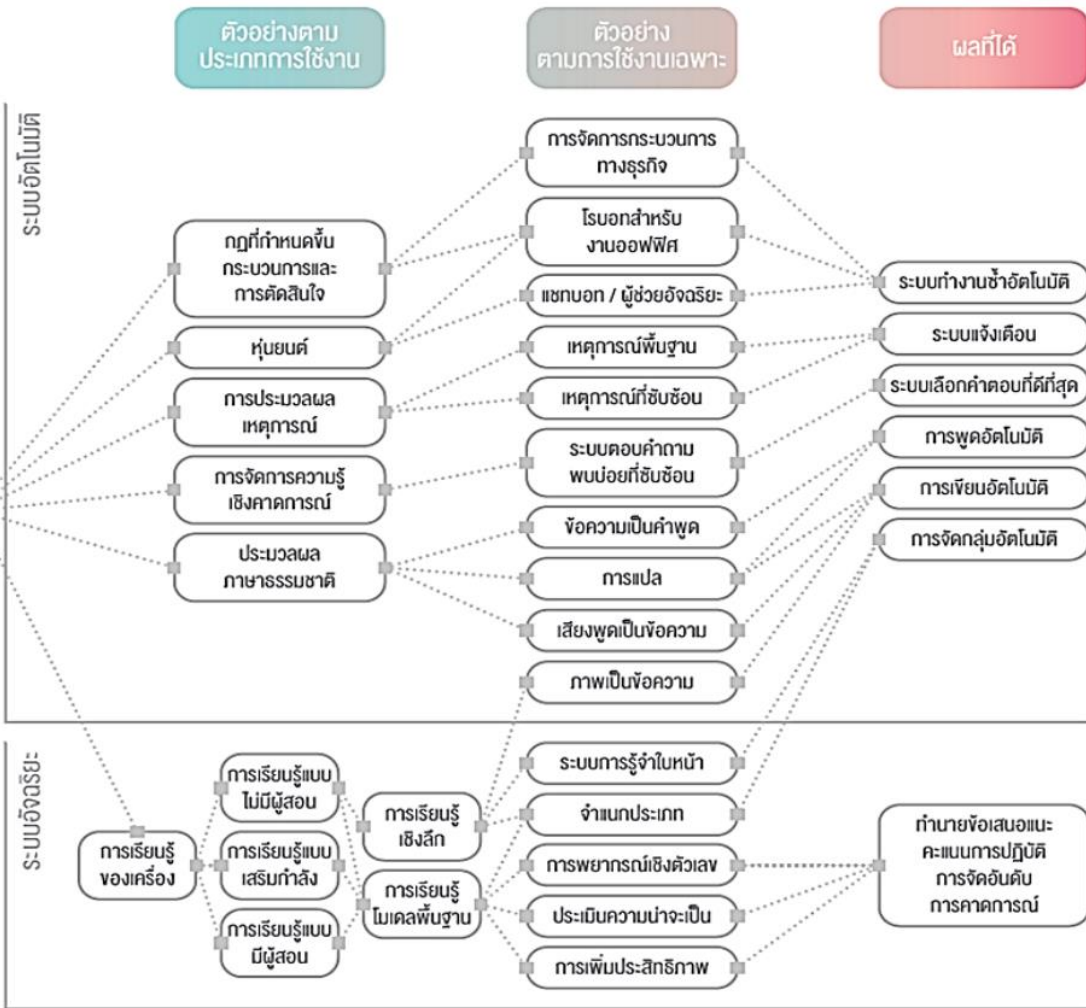 ตัวอย่างตาม
ประเภทการใช้งาน
ตัวอย่าง
ตามการใช้งานเฉพาะ
ผลที่ได้
ระบบอัตโนมัติ
กฎที่กำหนดขึ้น
กระบวนการและ
การตัดสินใจ
หุ่นยนต์
การประมวลผล
เหตุการณ์
การจัดการความรู้
เชิงคาดการณ์
ประมวลผล
ภาษาธรรมชาติ
การจัดการกระบวนการ
ทางธุรกิจ
โรบอทสำหรับ
งานออฟฟิศ
แชทบอท / ผู้ช่วยอัจฉริยะ
เหตุการณ์พื้นฐาน
เหตุการณ์ที่ซับซ้อน
ระบบตอบคำถาม
พบบ่อยที่ซับซ้อน
ข้อความเป็นคำพูด
การแปล
เสียงพูดเป็นข้อความ
ภาพเป็นข้อความ
ระบบทำงานซ้ำอัตโนมัติ
ระบบแจ้งเตือน
ระบบเลือกคำตอบที่ดีที่สุด
การพูดอัตโนมัติ
การเขียนอัตโนมัติ
การจัดกลุ่มอัตโนมัติ
ระบบอัจฉริยะ
การเรียนรู้
ของเครื่อง
การเรียนรู้แบบ
ไม่มีผู้สอน
การเรียนรู้แบบ
เสริมกำลัง
การเรียนรู้แบบ
มีผู้สอน
การเรียนรู้
เชิงลึก
การเรียนรู้
โมเดลพื้นฐาน
ระบบการรู้จำใบหน้า
จำแนกประเภท
การพยากรณ์เชิงตัวเลข
ประเมินความน่าจะเป็น
การเพิ่มประสิทธิภาพ
ทำนายข้อเสนอแนะ
คะแนนการปฏิบัติ
การจัดอันดับ
การคาดการณ์